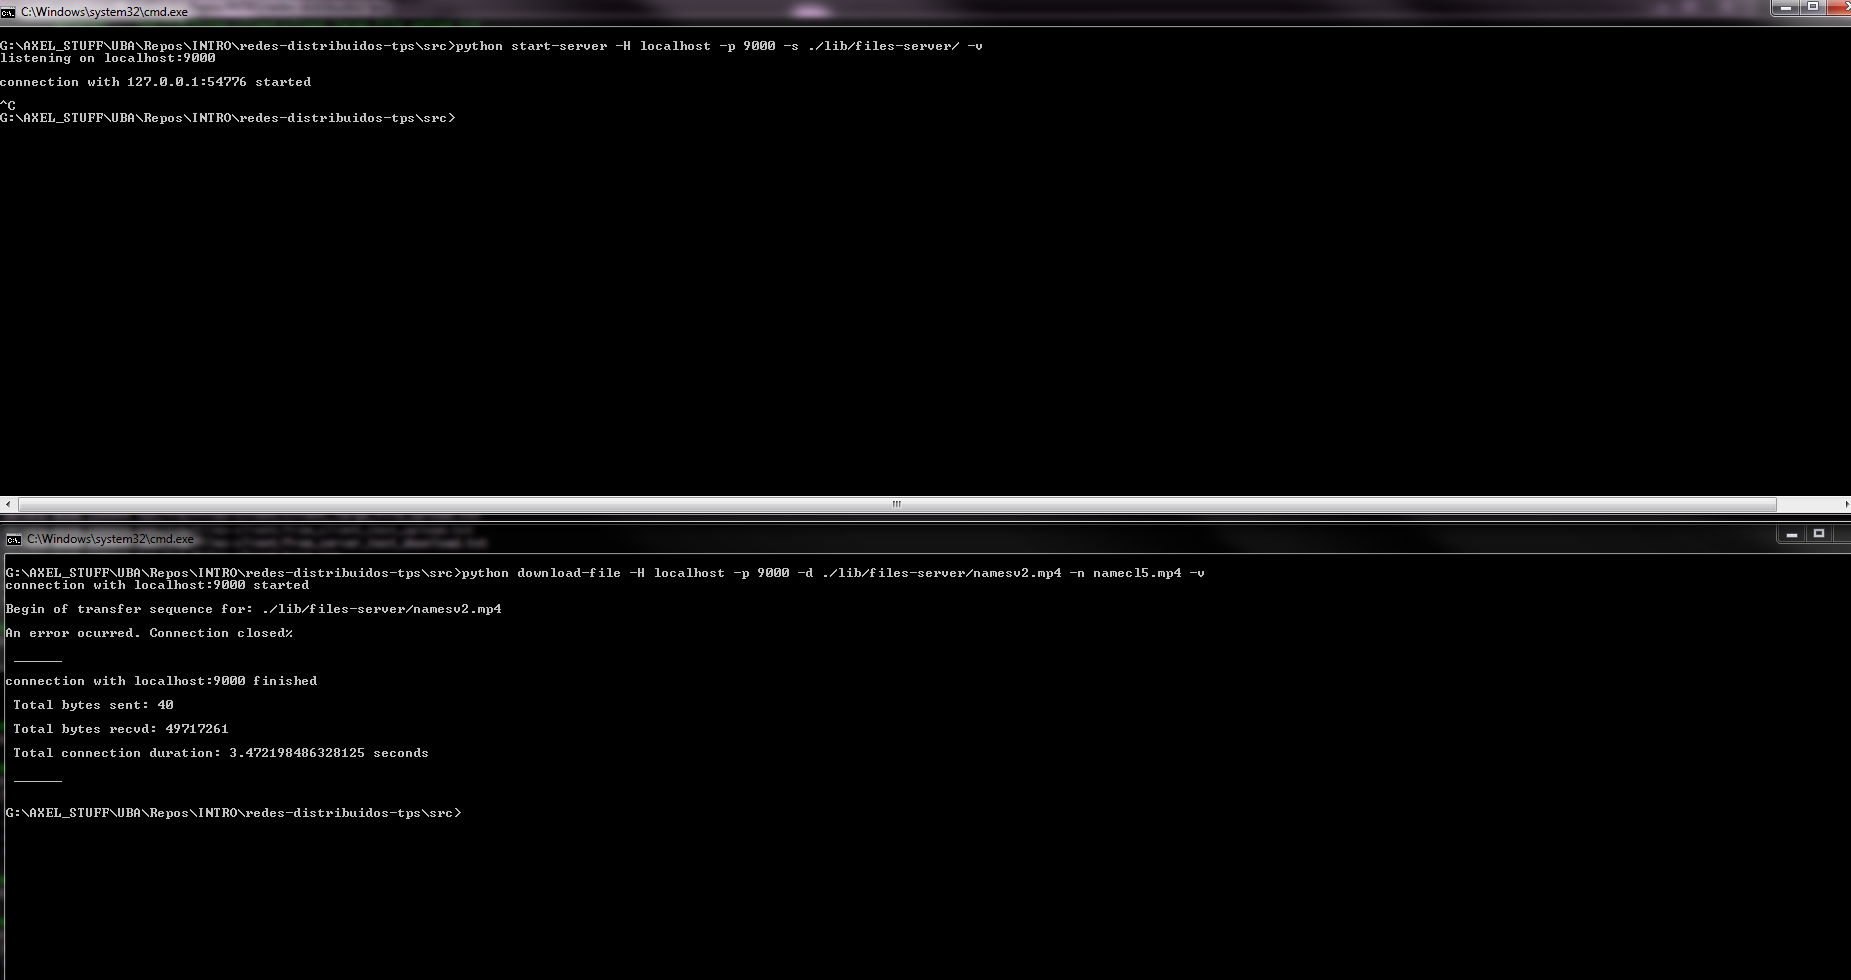 C:\Windows\system32\cmd.exe
G:\AXEL_STUFF\UBA\Repos\INTRO\redes-distribuidos-tps\src>python start-server -H localhost -p 9000 -s ./lib/files-server/ -v
listening on localhost:9000
connection with 127.0.0.1:54776 started
^C
G:\AXEL_STUFF\UBA\Repos\INTRO\redes-distribuidos-tps\src>
C:\Windows\system32\cmd.exe
G:\AXEL_STUFF\UBA\Repos\INTRO\redes-distribuidos-tps\src>python download-file -H localhost -p 9000 -d ./lib/files-server/namesv2.mp4 -n namecl5.mp4 -v
connection with localhost:9000 started
Begin of transfer sequence for: ./lib/files-server/namesv2.mp4
An error ocurred. Connection closed%
______
connection with localhost:9000 finished
Total bytes sent: 40
Total bytes recvd: 49717261
Total connection duration: 3.472198486328125 seconds
______
G:\AXEL_STUFF\UBA\Repos\INTRO\redes-distribuidos-tps\src>